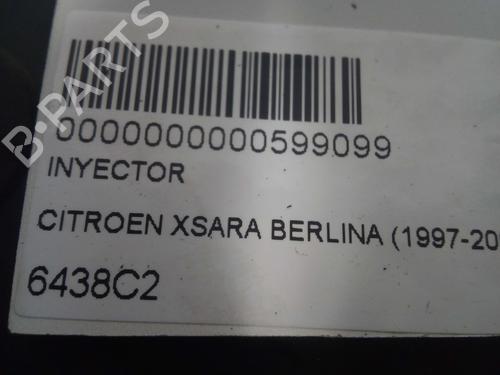 B-PARTS
0000000000599099
INYECTOR
CITROEN XSARA BERLINA (1997-20
6438C2